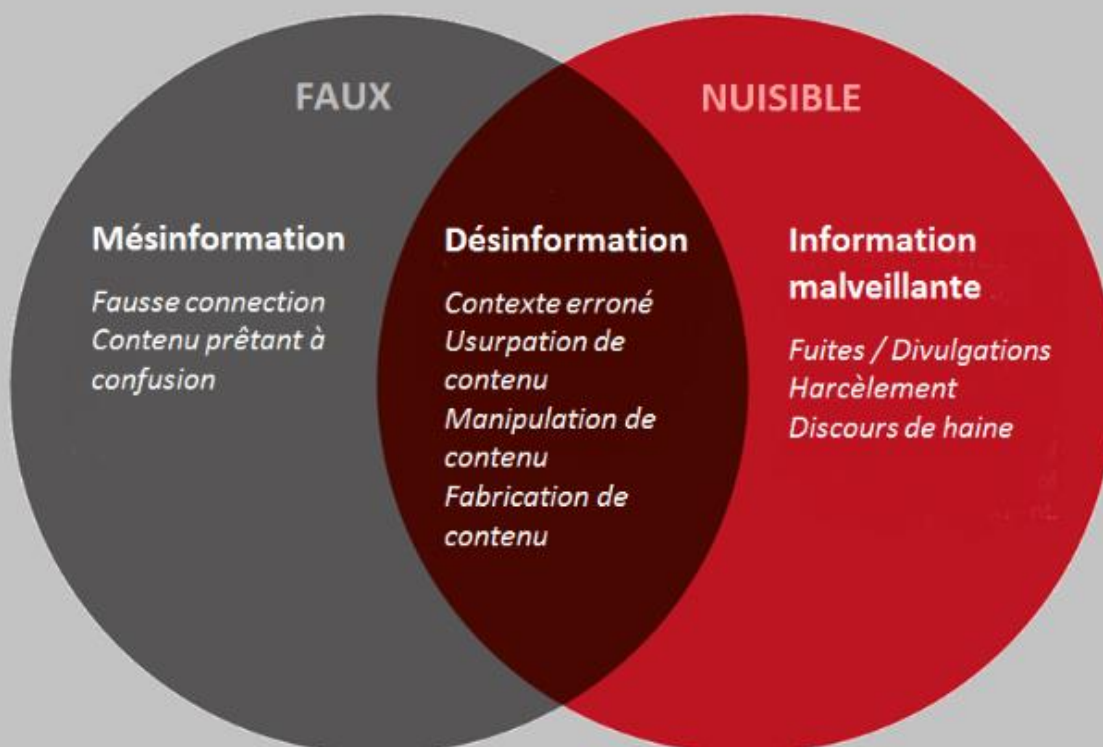 FAUX
NUISIBLE
Mésinformation
Fausse connection
Contenu prêtant à
confusion
Désinformation
Contexte erroné
Usurpation de
contenu
Manipulation de
contenu
Fabrication de
contenu
Information
malveillante
Fuites / Divulgations
Harcèlement
Discours de haine